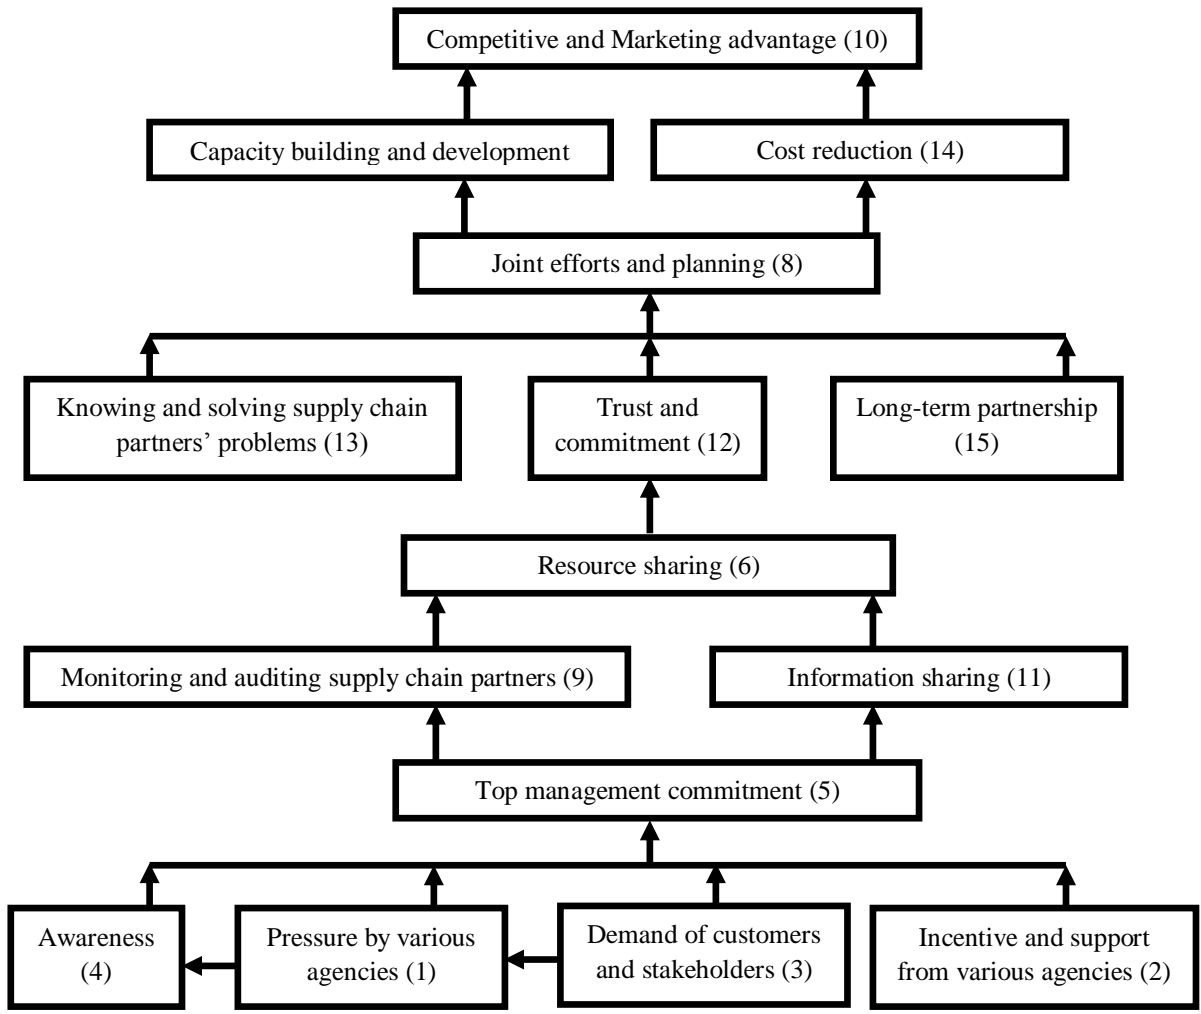 Competitive and Marketing advantage (10)
Capacity building and development
Cost reduction (14)
Joint efforts and planning (8)
Knowing and solving supply chain
partners’ problems (13)
Trust and
commitment (12)
Long-term partnership
(15)
Resource sharing (6)
Monitoring and auditing supply chain partners (9)
Information sharing (11)
Top management commitment (5)
Awareness
(4)
Pressure by various
agencies (1)
Demand of customers
and stakeholders (3)
Incentive and support
from various agencies (2)